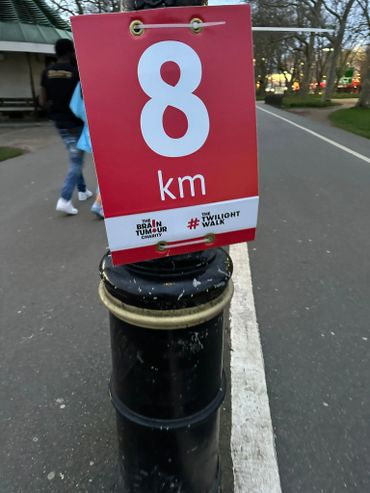 8
km
THE
BRAIN
TUMOUR
CHARITY
# THE TWILIGHT
WALK